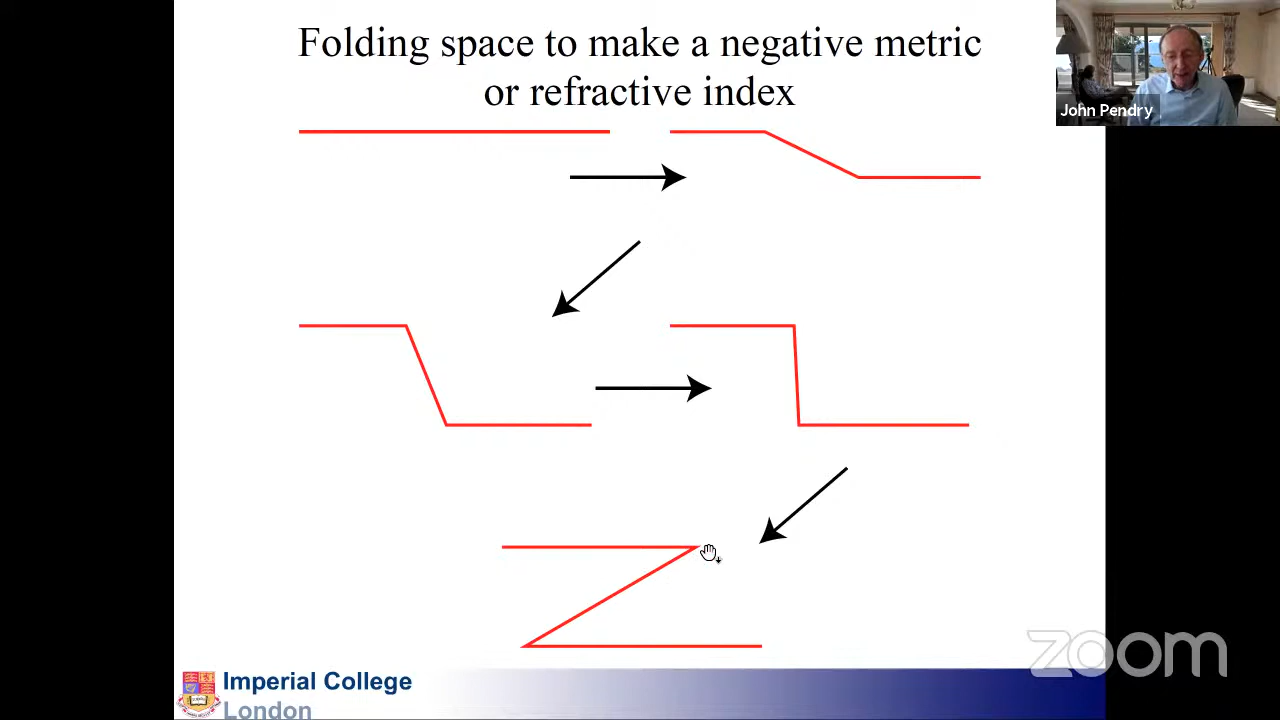 Folding space to make a negative metric
or refractive index
John Pendry
zoom
Imperial College
London